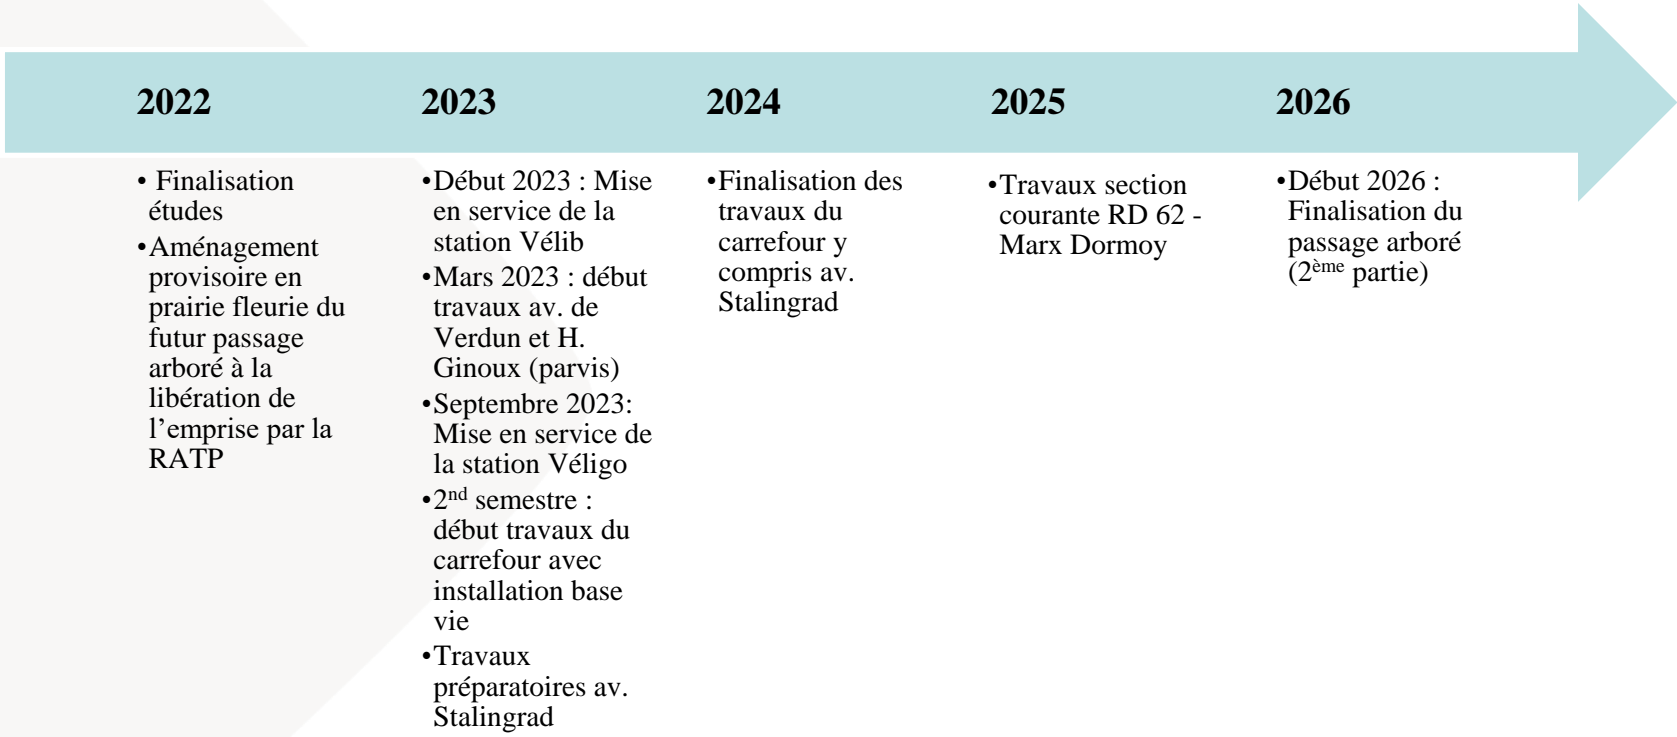 2022
2023
2024
2025
2026
• Finalisation
études
•Aménagement
provisoire en
prairie fleurie du
futur passage
arboré à la
libération de
l’emprise par la
RATP
•Début 2023 : Mise
en service de la
station Vélib
•Mars 2023 : début
travaux av. de
Verdun et H.
Ginoux (parvis)
•Septembre 2023:
Mise en service de
la station Véligo
•2nd semestre :
début travaux du
carrefour avec
installation base
vie
•Travaux
préparatoires av.
Stalingrad
•Finalisation des
travaux du
carrefour y
compris av.
Stalingrad
•Travaux section
courante RD 62 -
Marx Dormoy
•Début 2026 :
Finalisation du
passage arboré
(2ème partie)